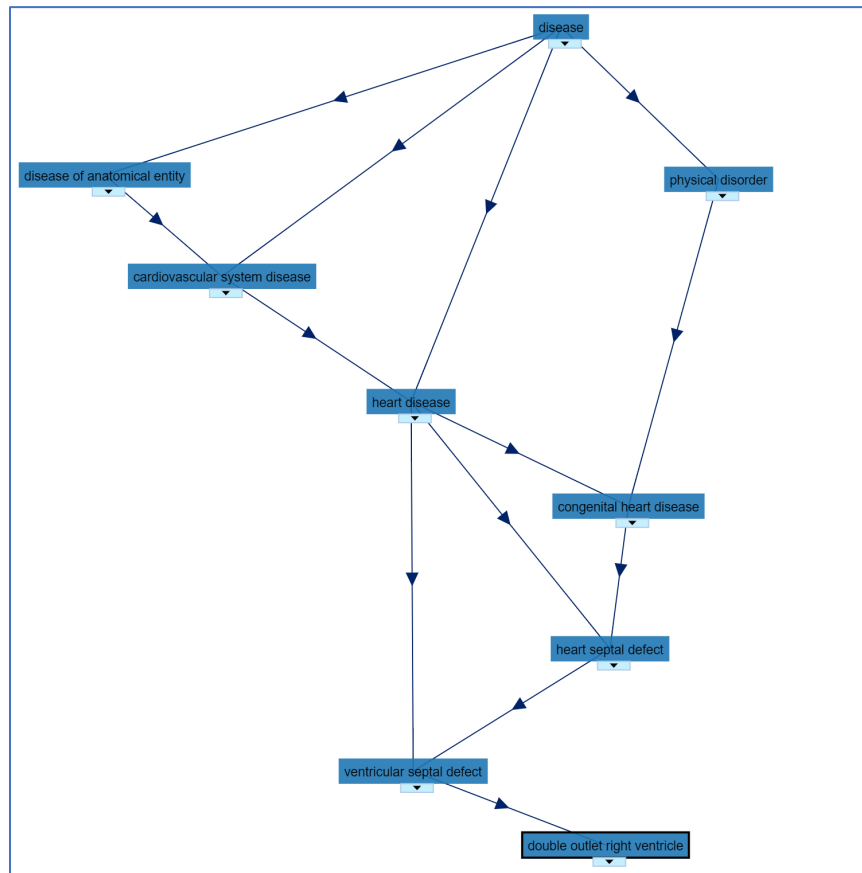 disease
disease of anatomical entity
physical disorder
cardiovascular system disease
heart disease
congenital heart disease
heart septal defect
ventricular septal defect
double outlet right ventricle